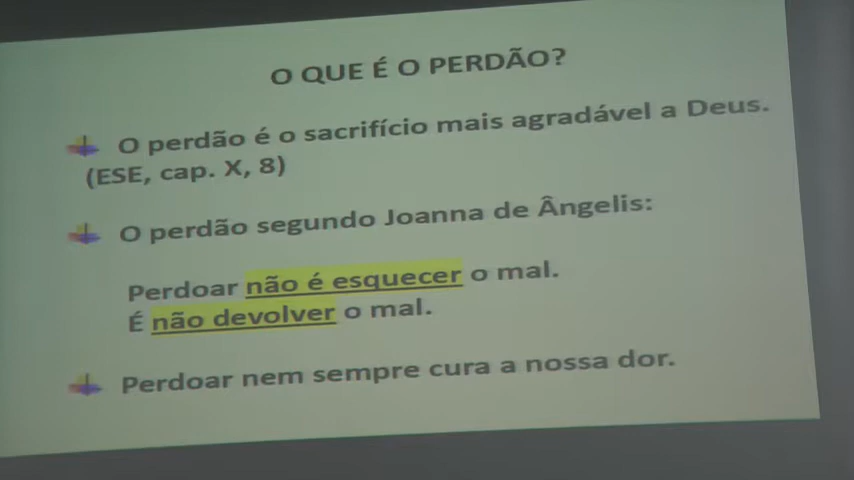 O QUE É O PERDÃO?
O perdão é o sacrifício mais agradável a Deus.
(ESE, cap. X, 8)
O perdão segundo Joanna de Ângelis:
Perdoar não é esquecer o mal.
É não devolver o mal.
Perdoar nem sempre cura a nossa dor.